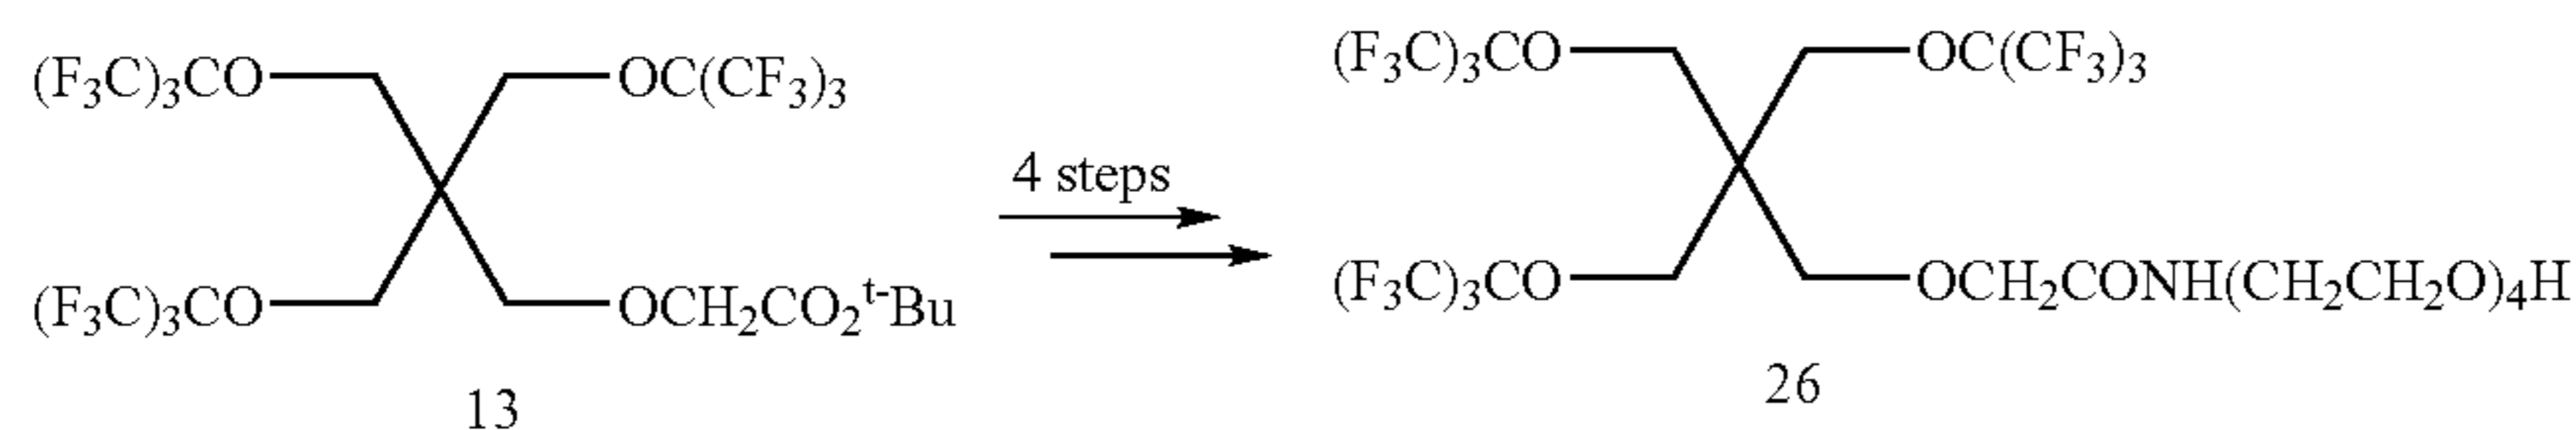 (F₃C)₃CO OC(CF₃)₃
(F₃C)₃CO OCH₂CO₂ᵗ⁻Bu
13
4 steps
(F₃C)₃CO OC(CF₃)₃
(F₃C)₃CO OCH₂CONH(CH₂CH₂O)₄H
26